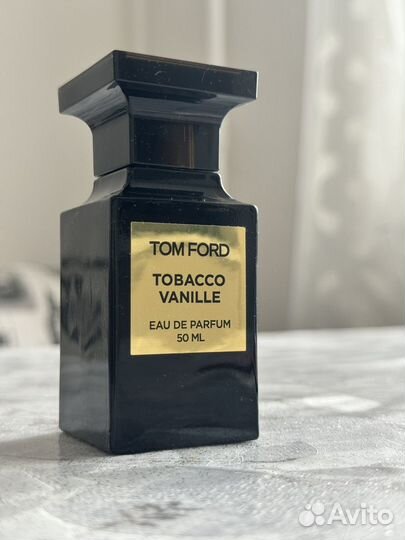 TOM FORD
TOBACCO
VANILLE
EAU DE PARFUM
50 ML
Avito